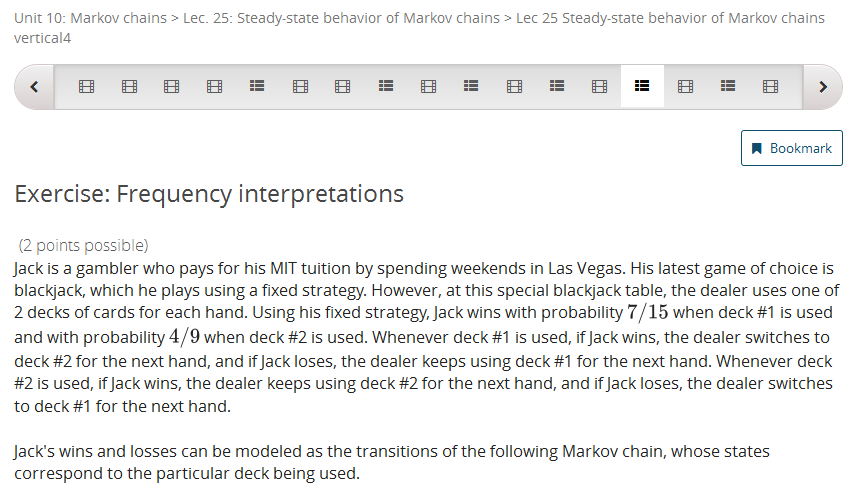 Unit 10: Markov chains > Lec. 25: Steady-state behavior of Markov chains > Lec 25 Steady-state behavior of Markov chains
vertical4
Bookmark
Exercise: Frequency interpretations
(2 points possible)
Jack is a gambler who pays for his MIT tuition by spending weekends in Las Vegas. His latest game of choice is
blackjack, which he plays using a fixed strategy. However, at this special blackjack table, the dealer uses one of
2 decks of cards for each hand. Using his fixed strategy, Jack wins with probability 7/15 when deck #1 is used
and with probability 4/9 when deck #2 is used. Whenever deck #1 is used, if Jack wins, the dealer switches to
deck #2 for the next hand, and if Jack loses, the dealer keeps using deck #1 for the next hand. Whenever deck
#2 is used, if Jack wins, the dealer keeps using deck #2 for the next hand, and if Jack loses, the dealer switches
to deck #1 for the next hand.
Jack's wins and losses can be modeled as the transitions of the following Markov chain, whose states
correspond to the particular deck being used.